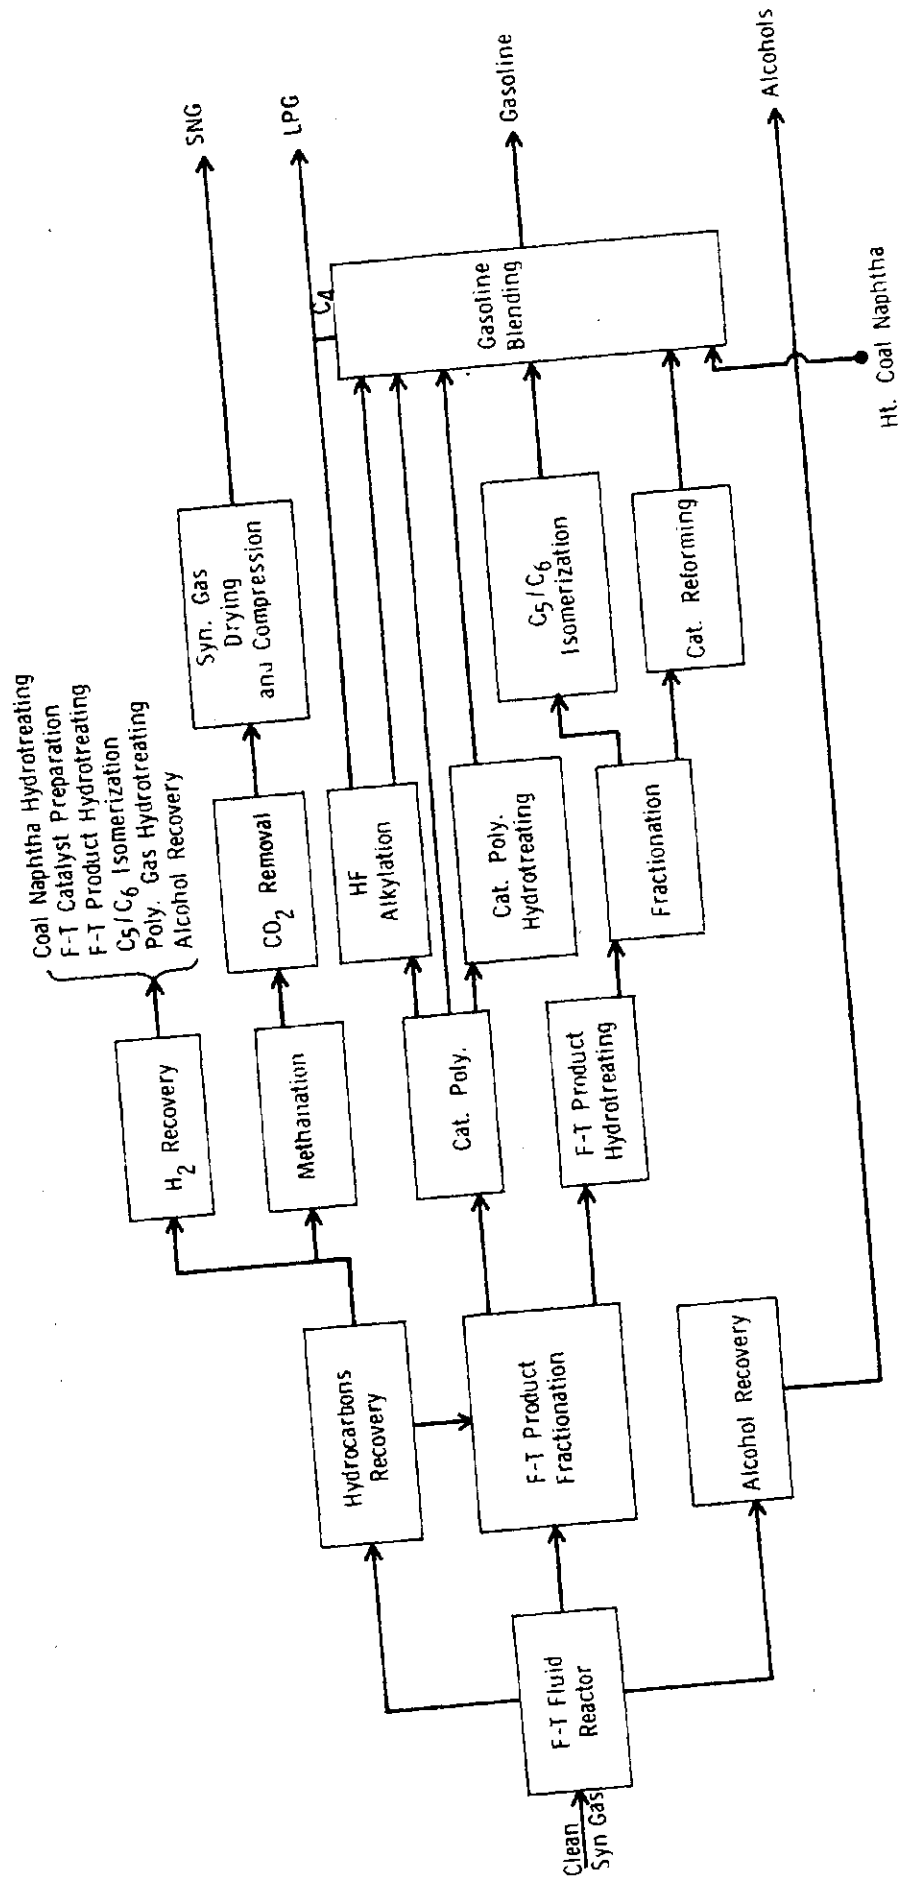 Clean
Syn Gas
F-T Fluid
Reactor
Hydrocarbons
Recovery
F-T Product
Fractionation
Alcohol Recovery
H2 Recovery
Coal Naphtha Hydrotreating
F-T Catalyst Preparation
F-T Product Hydrotreating
C5/C6 Isomerization
Poly. Gas Hydrotreating
Alcohol Recovery
Methanation
CO2 Removal
Syn. Gas
Drying
and Compression
SNG
Cat. Poly.
HF
Alkylation
LPG
C4
Cat. Poly.
Hydrotreating
F-T Product
Hydrotreating
Fractionation
C5/C6
Isomerization
Cat. Reforming
Gasoline
Blending
Gasoline
Alcohols
Ht. Coal Naphtha